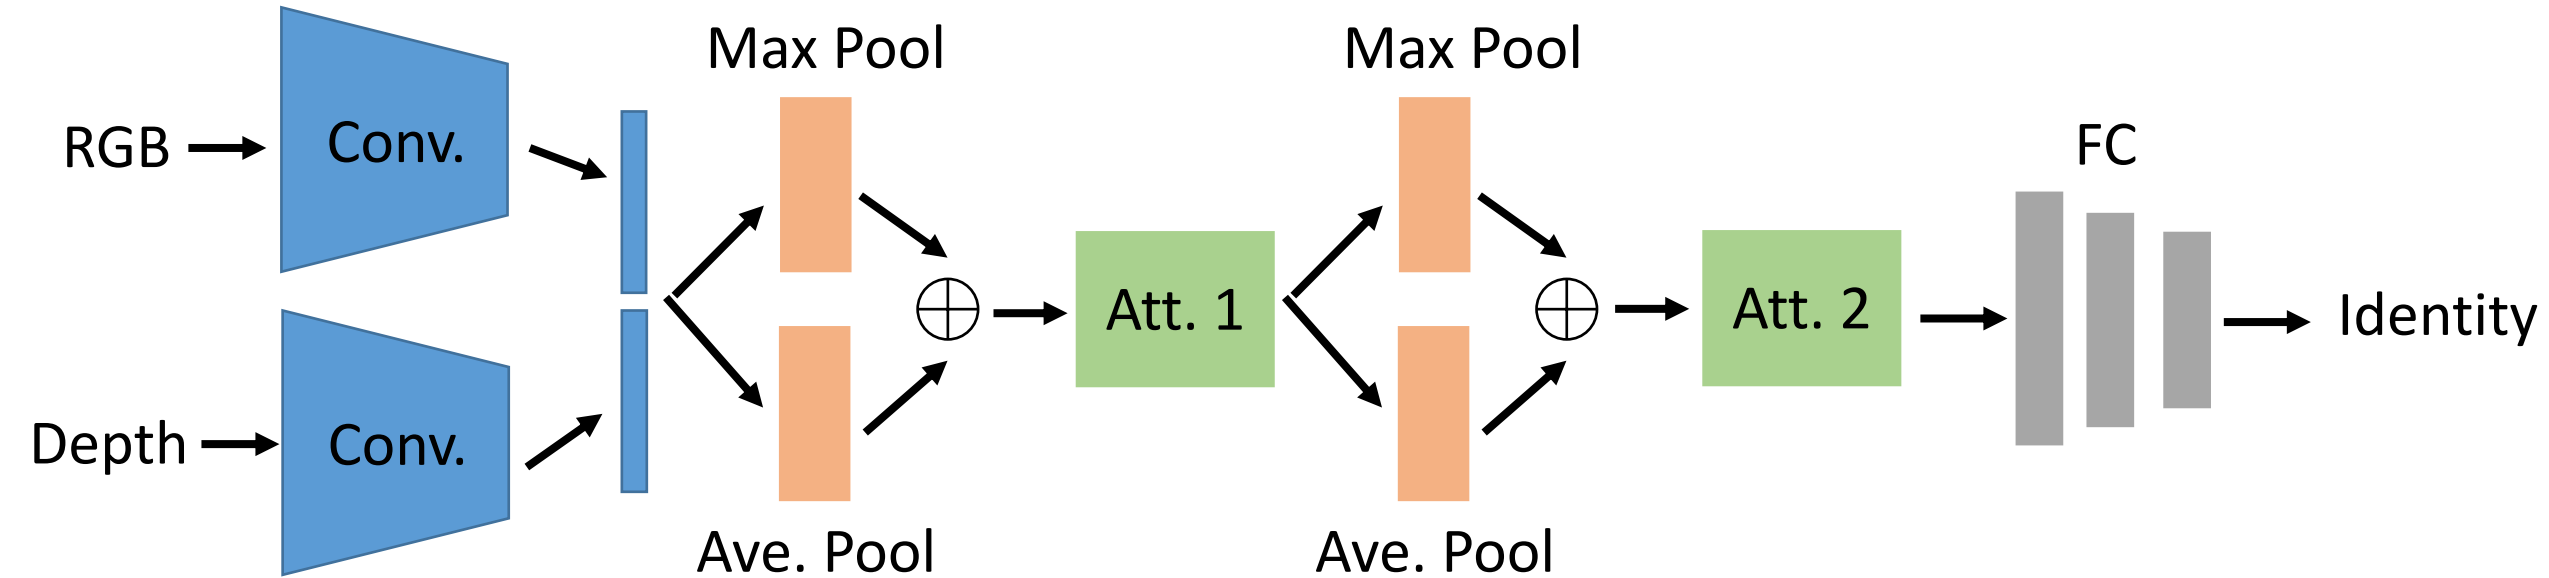 Max Pool
Max Pool
RGB
Conv.
FC
Att. 1
Att. 2
Identity
Depth
Conv.
Ave. Pool
Ave. Pool